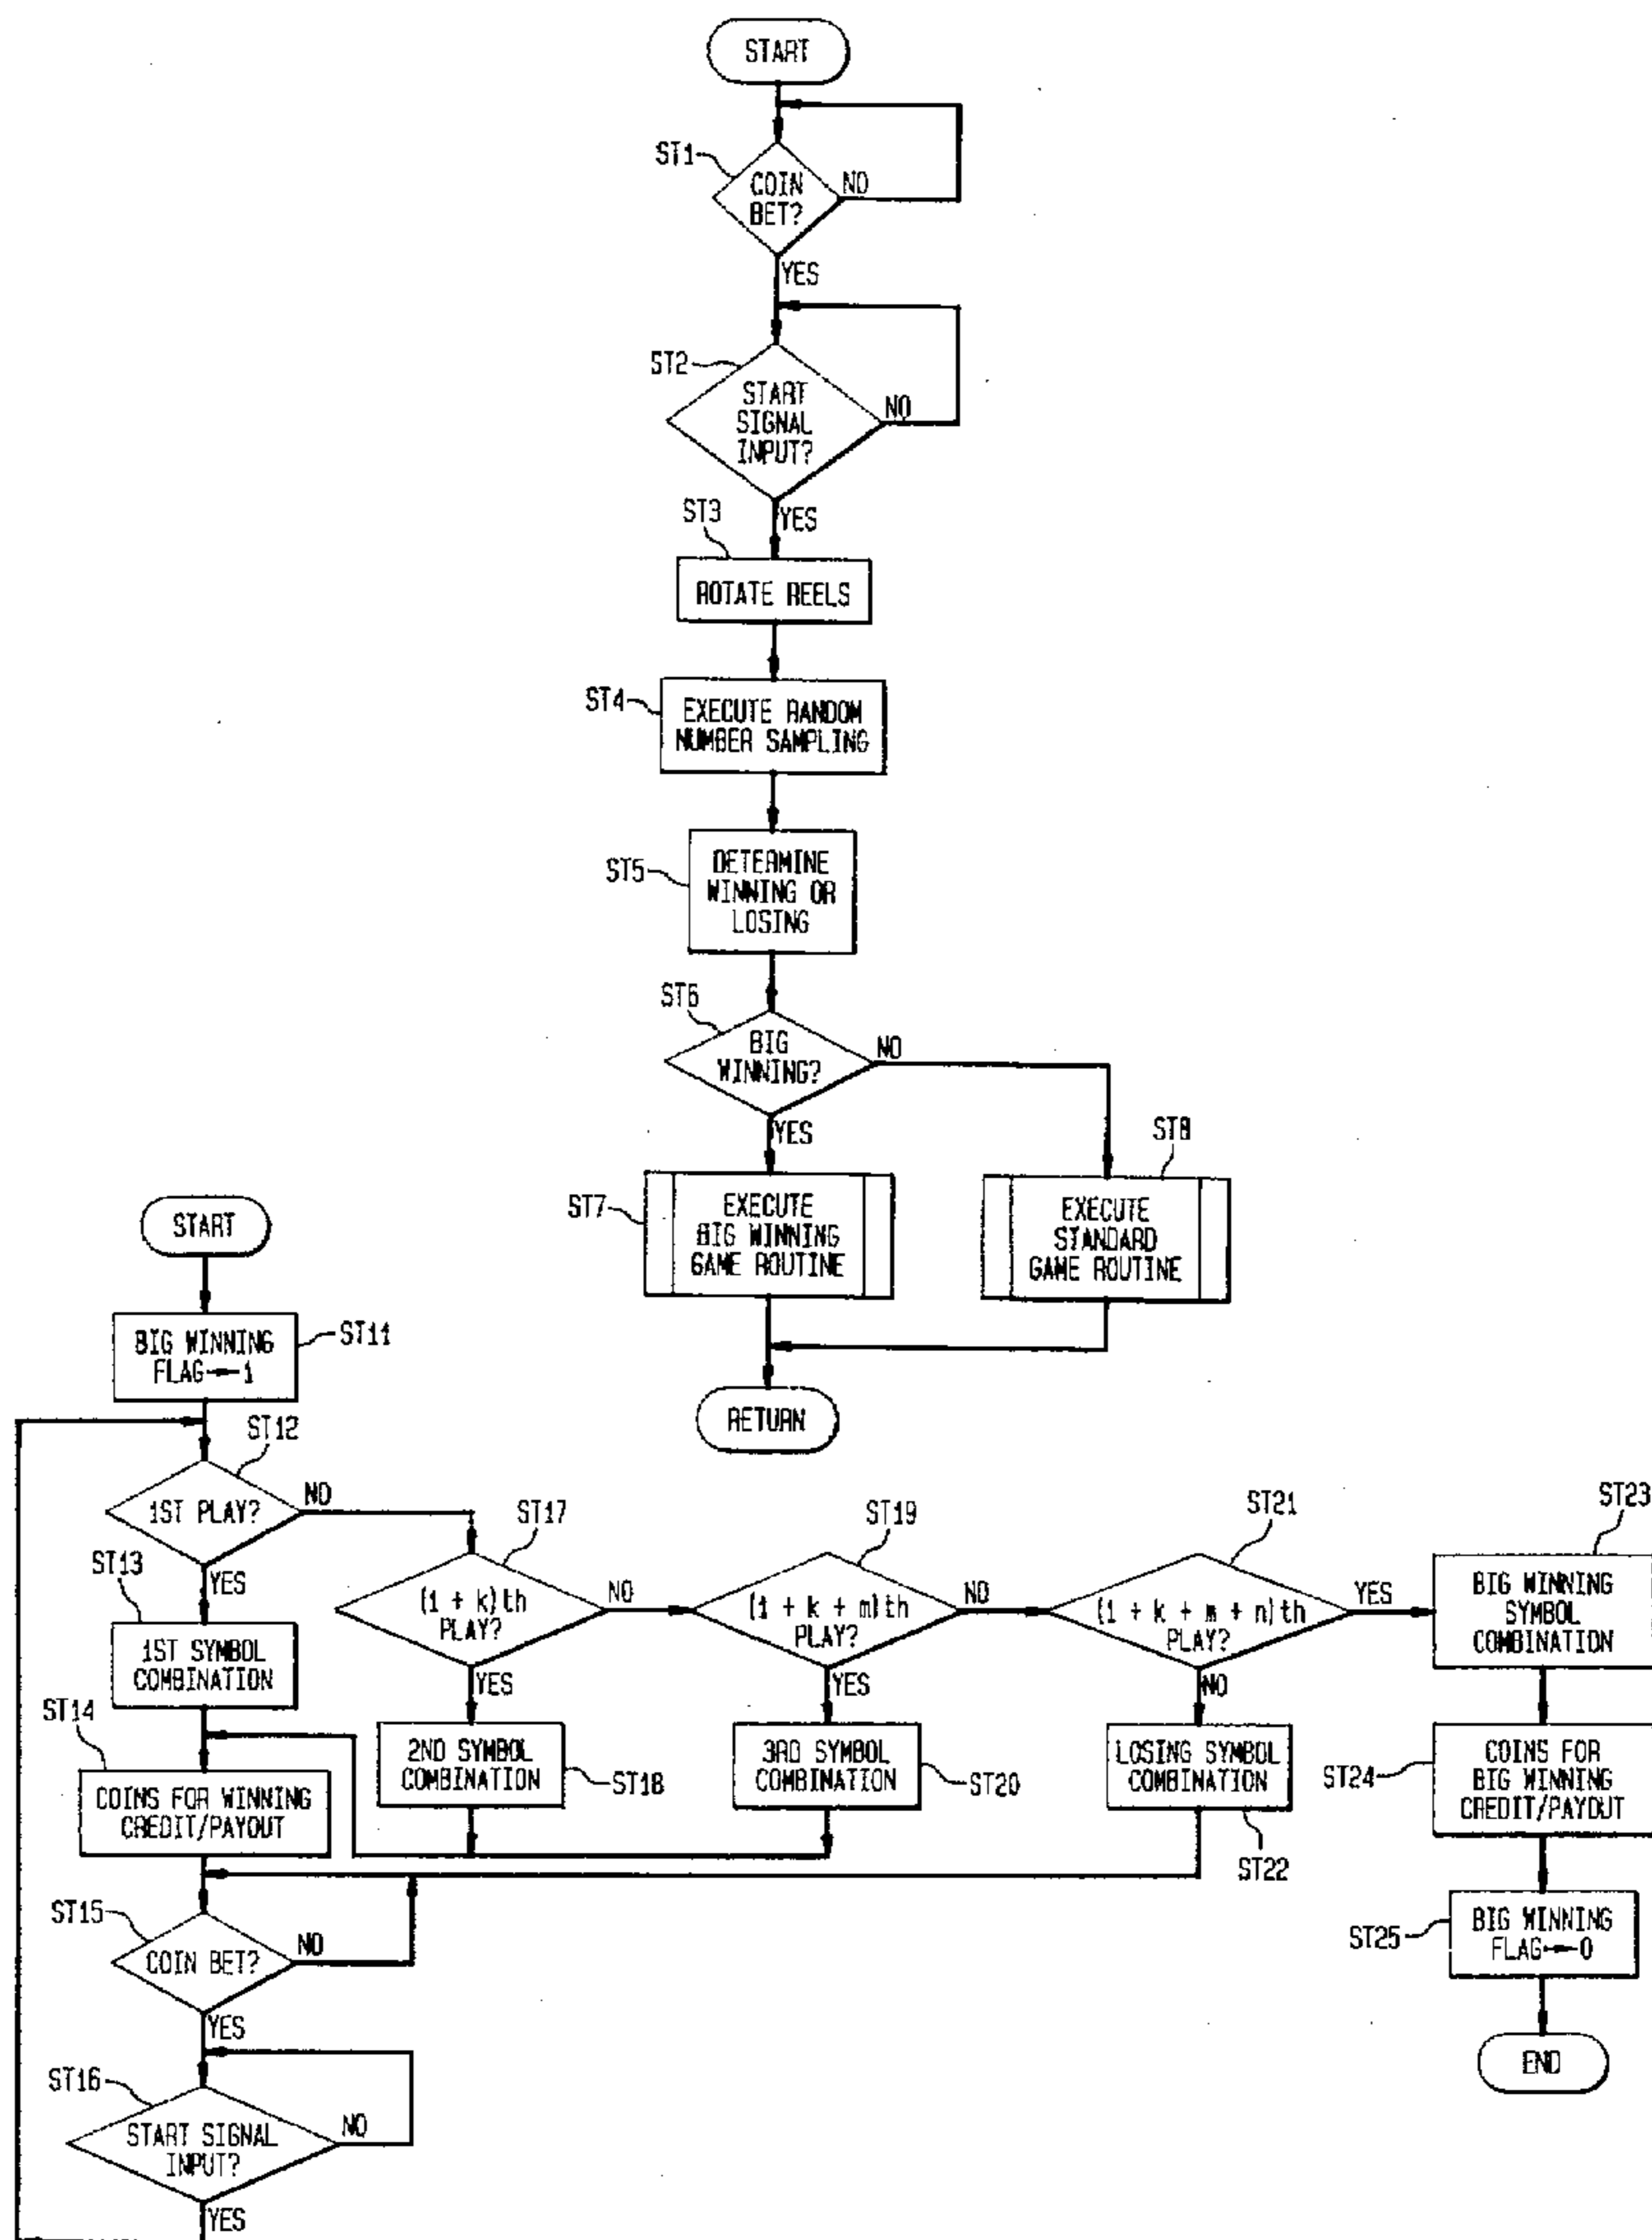 START
ST1
COIN
BET?
NO
YES
ST2
START
SIGNAL
INPUT?
NO
YES
ST3
ROTATE REELS
ST4
EXECUTE RANDOM
NUMBER SAMPLING
ST5
DETERMINE
WINNING OR
LOSING
ST6
BIG
WINNING?
NO
YES
ST7
EXECUTE
BIG WINNING
GAME ROUTINE
ST8
EXECUTE
STANDARD
GAME ROUTINE
RETURN
START
BIG WINNING
FLAG←1
ST11
ST12
1ST PLAY?
NO
YES
ST13
1ST SYMBOL
COMBINATION
ST14
COINS FOR WINNING
CREDIT/PAYOUT
ST15
COIN BET?
NO
YES
ST16
START SIGNAL
INPUT?
NO
YES
ST17
(1 + k)th
PLAY?
NO
YES
2ND SYMBOL
COMBINATION
ST18
ST19
(1 + k + m)th
PLAY?
NO
YES
3RD SYMBOL
COMBINATION
ST20
ST21
(1 + k + m + n)th
PLAY?
YES
NO
LOSING SYMBOL
COMBINATION
ST22
ST23
BIG WINNING
SYMBOL
COMBINATION
ST24
COINS FOR
BIG WINNING
CREDIT/PAYOUT
ST25
BIG WINNING
FLAG←0
END